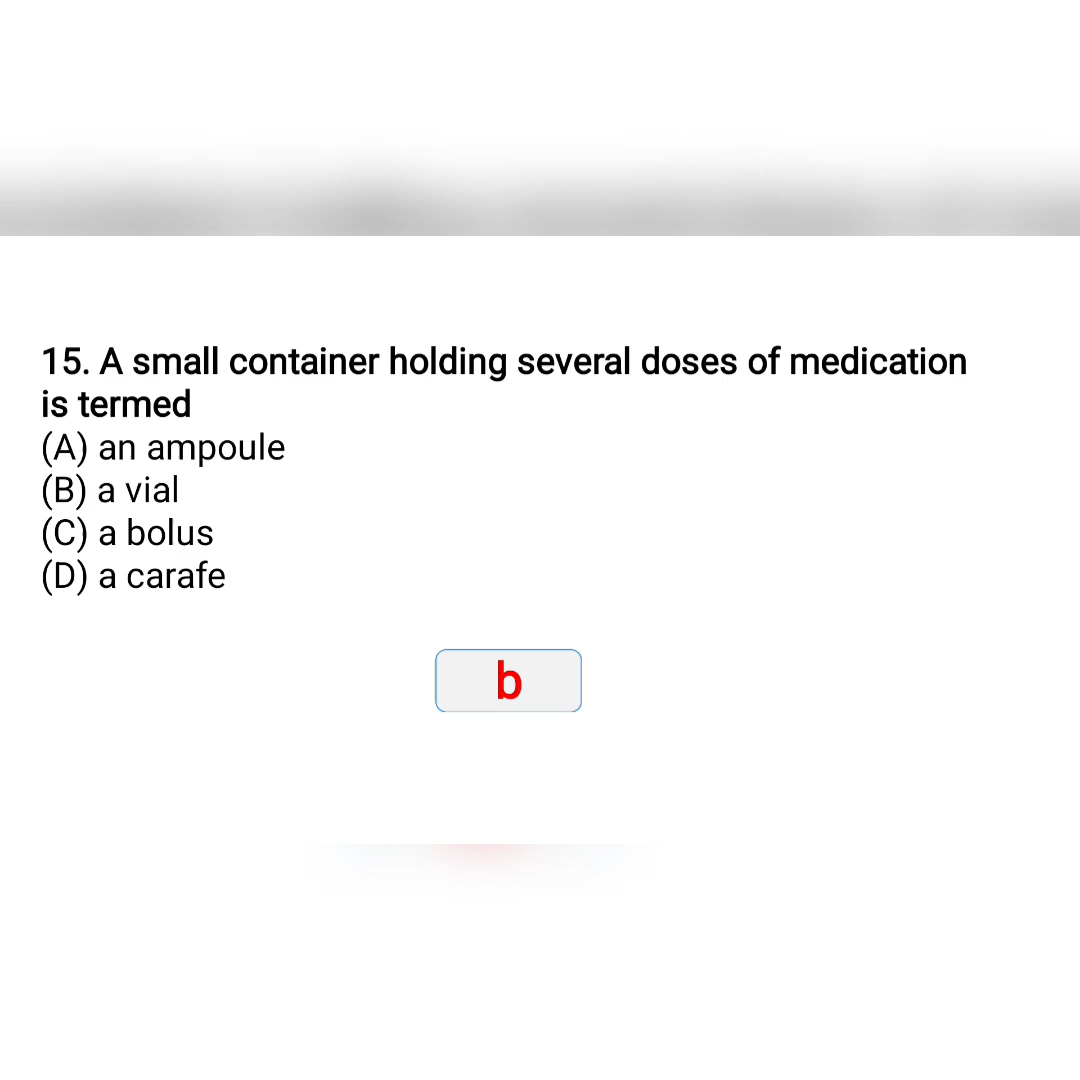 15. A small container holding several doses of medication
is termed
(A) an ampoule
(B) a vial
(C) a bolus
(D) a carafe
b